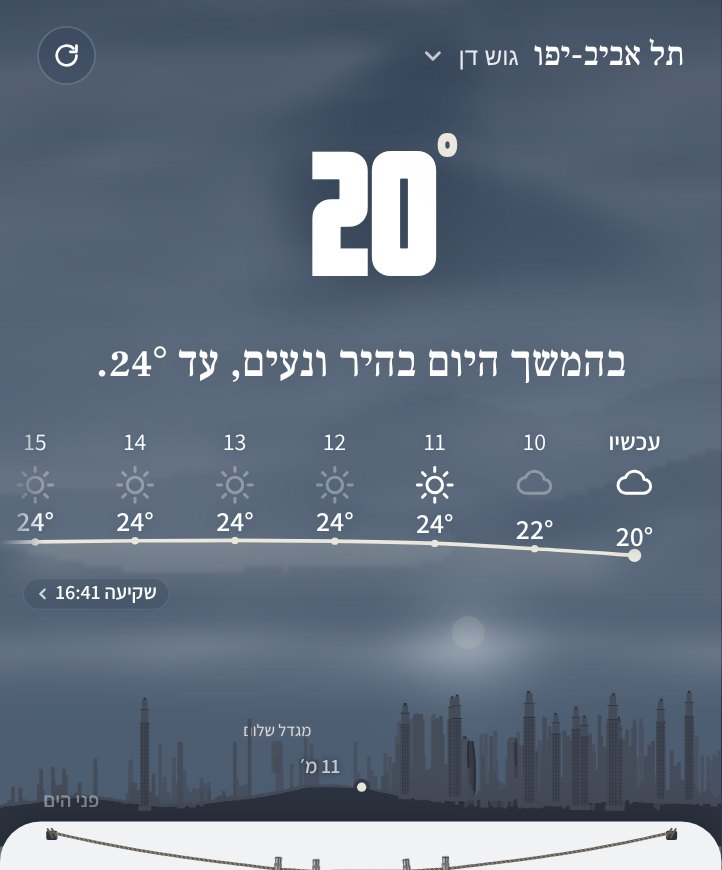 תל אביב-יפו גוש דן
20°
בהמשך היום בהיר ונעים, עד 24°.
עכשיו 10 11 12 13 14 15
20° 22° 24° 24° 24° 24° 24°
שקיעה 16:41
מגדל שלום
11 מ׳
פני הים